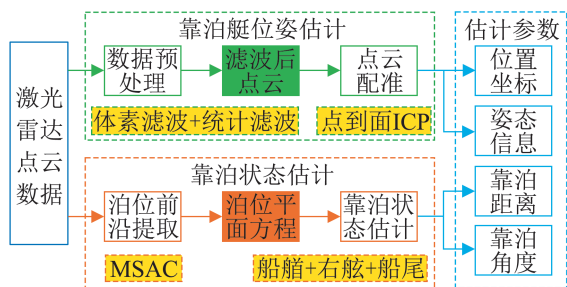 激光
雷达
点云
数据
靠泊艇位姿估计
数据预
处理
滤波后
点云
点云
配准
体素滤波+统计滤波
点到面ICP
靠泊状态估计
泊位前
沿提取
泊位平
面方程
靠泊状
态估计
MSAC
船艏+右舷+船尾
估计参数
位置
坐标
姿态
信息
靠泊
距离
靠泊
角度